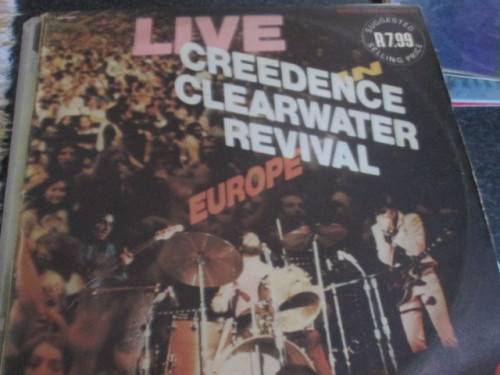 LIVE
CREEDENCE
IN
CLEARWATER
REVIVAL
EUROPE
SUGGESTED
R7.99
SELLING PRICE